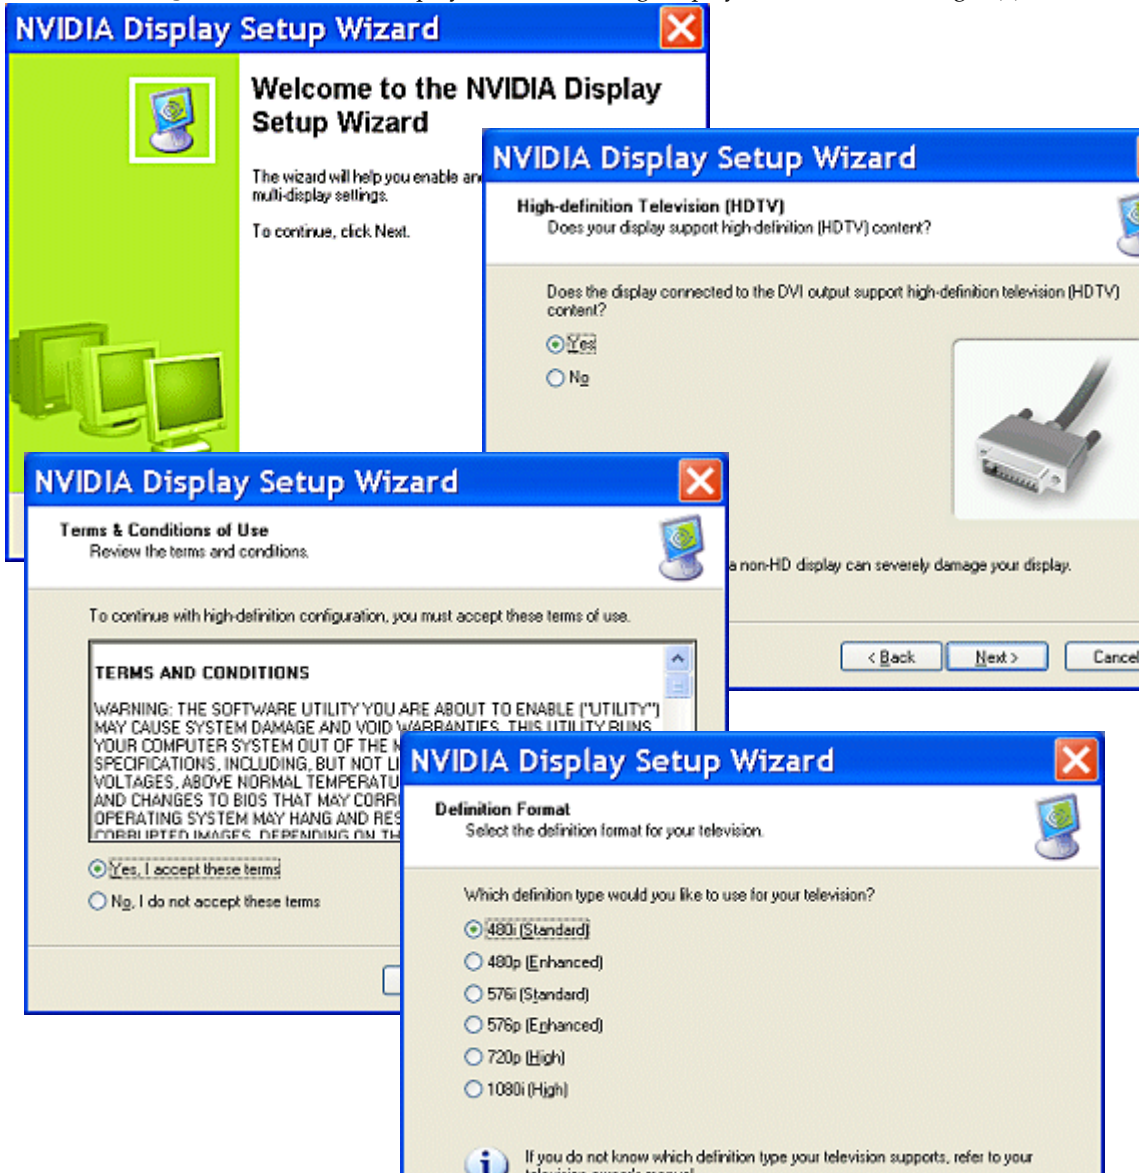 NVIDIA Display Setup Wizard
Welcome to the NVIDIA Display
Setup Wizard
The wizard will help you enable
multi-display settings.
To continue, click Next.
NVIDIA Display Setup Wizard
High-definition Television (HDTV)
Does your display support high-definition (HDTV) content?
Does the display connected to the DVI output support high-definition television (HDTV)
content?
Yes
No
a non-HD display can severely damage your display.
< Back
Next >
Cancel
NVIDIA Display Setup Wizard
Terms & Conditions of Use
Review the terms and conditions.
To continue with high-definition configuration, you must accept these terms of use.
TERMS AND CONDITIONS
WARNING: THE SOFTWARE UTILITY YOU ARE ABOUT TO ENABLE ("UTILITY")
MAY CAUSE SYSTEM DAMAGE AND VOID WARRANTIES. THIS UTILITY RUNS
YOUR COMPUTER SYSTEM OUT OF THE
SPECIFICATIONS, INCLUDING, BUT NOT
VOLTAGES, ABOVE NORMAL
AND CHANGES TO BIOS THAT MAY
OPERATING SYSTEM MAY HANG AND
CORRUPTED IMAGES. DEPENDING ON
Yes, I accept these terms
No, I do not accept these terms
NVIDIA Display Setup Wizard
Definition Format
Select the definition format for your television.
Which definition type would you like to use for your television?
480i (Standard)
480p (Enhanced)
576i (Standard)
576p (Enhanced)
720p (High)
1080i (High)
If you do not know which definition type your television supports, refer to your